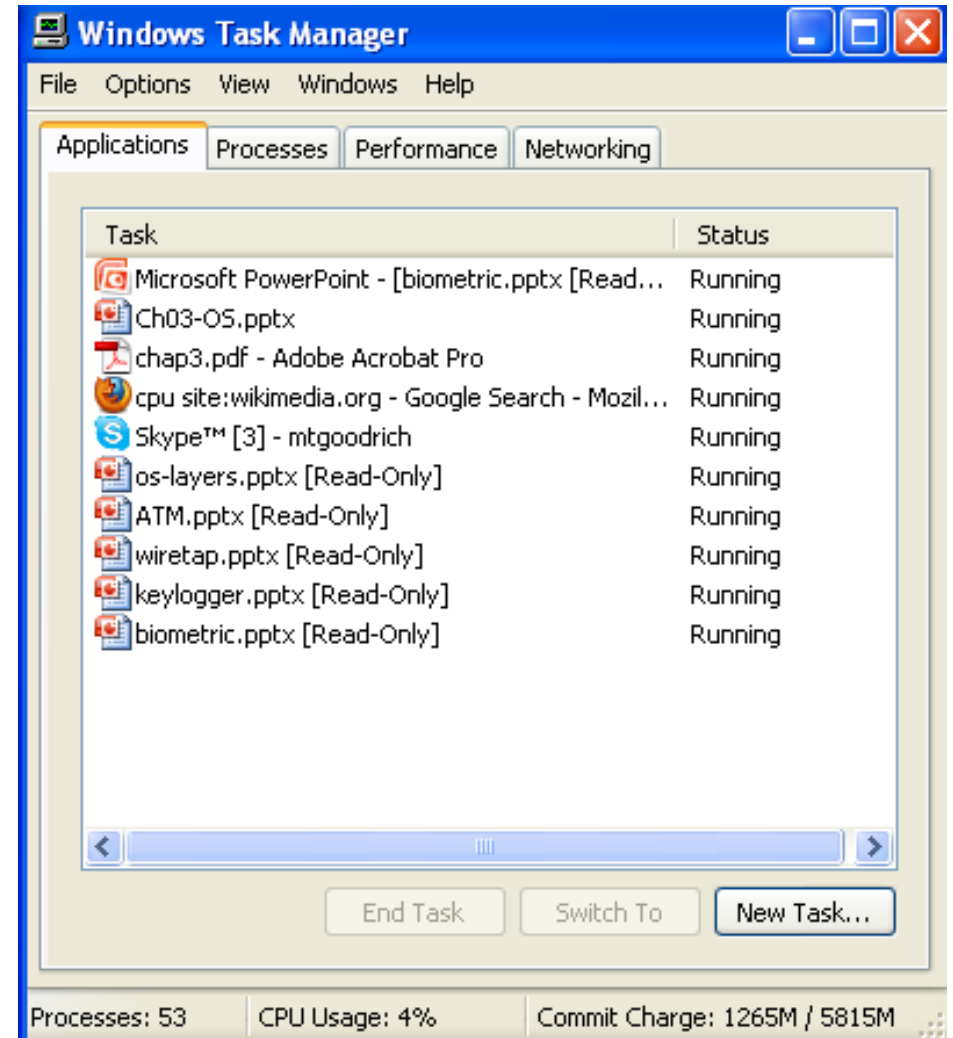 Windows Task Manager
File Options View Windows Help
Applications Processes Performance Networking
Task Status
Microsoft PowerPoint - [biometric.pptx [Read... Running
Ch03-OS.pptx Running
chap3.pdf - Adobe Acrobat Pro Running
cpu site:wikimedia.org - Google Search - Mozil... Running
Skype™ [3] - mtgoodrich Running
os-layers.pptx [Read-Only] Running
ATM.pptx [Read-Only] Running
wiretap.pptx [Read-Only] Running
keylogger.pptx [Read-Only] Running
biometric.pptx [Read-Only] Running
End Task Switch To New Task...
Processes: 53 CPU Usage: 4% Commit Charge: 1265M / 5815M